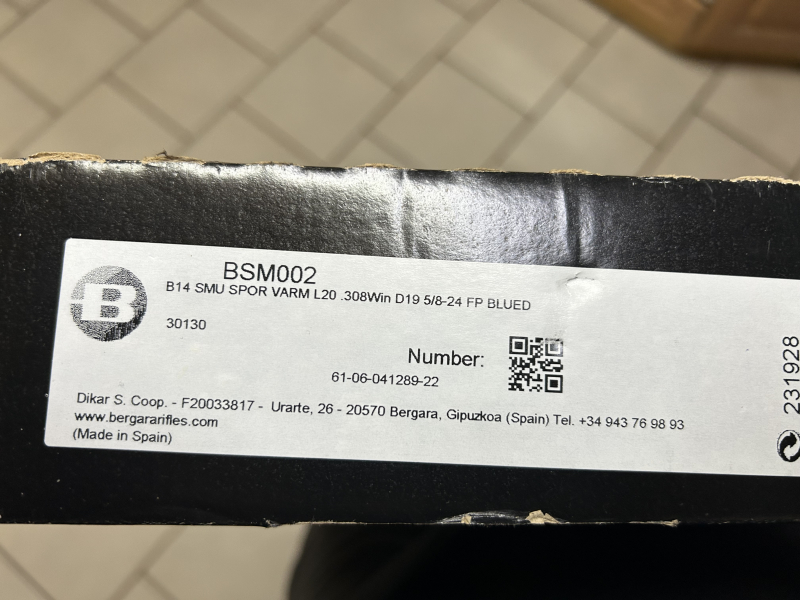 B
BSM002
B14 SMU SPOR VARM L20 .308Win D19 5/8-24 FP BLUED
30130
Number:
61-06-041289-22
Dikar S. Coop. - F20033817 - Urarte, 26 - 20570 Bergara, Gipuzkoa (Spain) Tel. +34 943 76 98 93
www.bergararifles.com
(Made in Spain)
231928